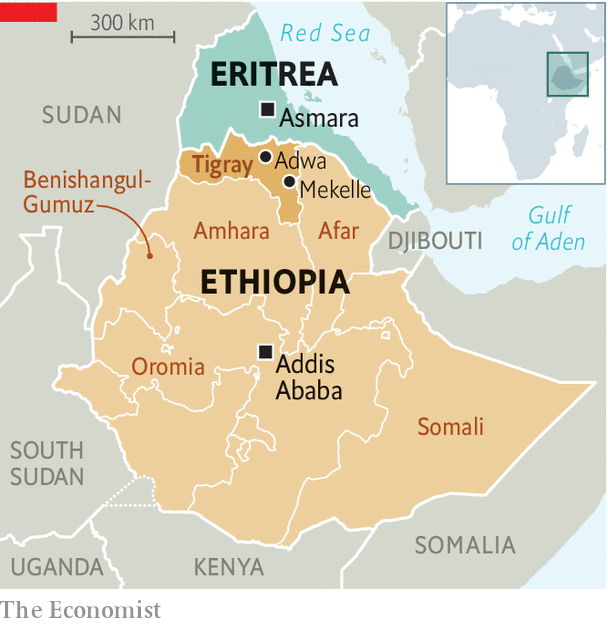 300 km
Red Sea
ERITREA
SUDAN
Asmara
Tigray
Adwa
Mekelle
Benishangul-
Gumuz
Amhara
Afar
DJIBOUTI
Gulf
of Aden
ETHIOPIA
Oromia
Addis
Ababa
Somali
SOUTH
SUDAN
SOMALIA
UGANDA
KENYA
The Economist